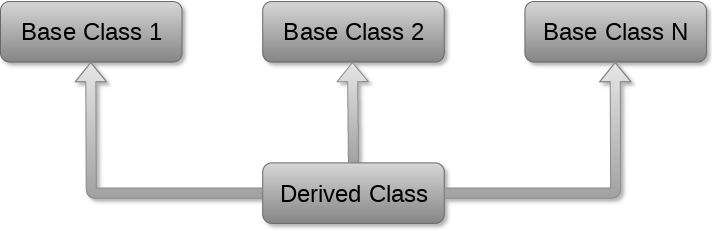 Base Class 1
Base Class 2
Base Class N
Derived Class